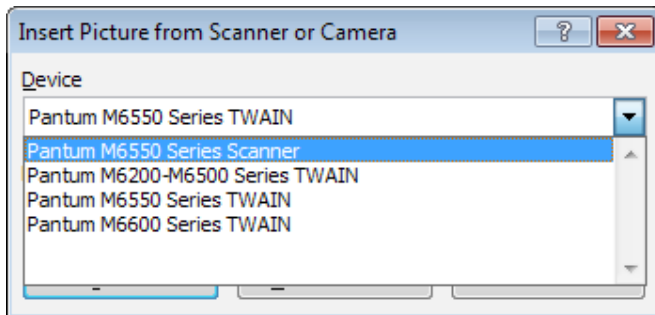 Insert Picture from Scanner or Camera
Device
Pantum M6550 Series TWAIN
Pantum M6550 Series Scanner
Pantum M6200-M6500 Series TWAIN
Pantum M6550 Series TWAIN
Pantum M6600 Series TWAIN